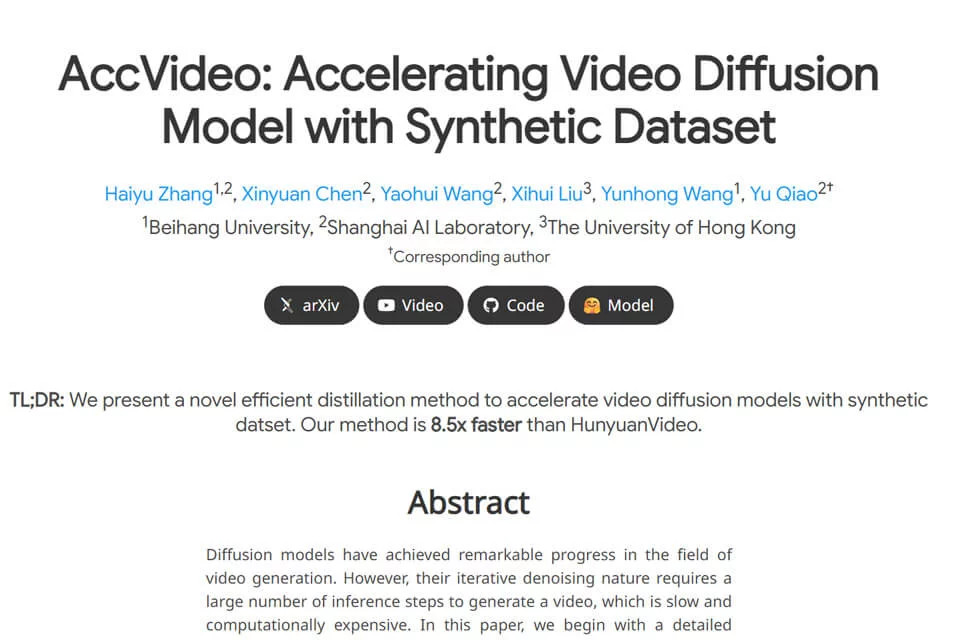 AccVideo: Accelerating Video Diffusion
Model with Synthetic Dataset
Haiyu Zhang1,2, Xinyuan Chen2, Yaohui Wang2, Xihui Liu3, Yunhong Wang1, Yu Qiao2†
1Beihang University, 2Shanghai AI Laboratory, 3The University of Hong Kong
†Corresponding author
arXiv Video Code Model
TL;DR: We present a novel efficient distillation method to accelerate video diffusion models with synthetic
datset. Our method is 8.5x faster than HunyuanVideo.
Abstract
Diffusion models have achieved remarkable progress in the field of
video generation. However, their iterative denoising nature requires a
large number of inference steps to generate a video, which is slow and
computationally expensive. In this paper, we begin with a detailed